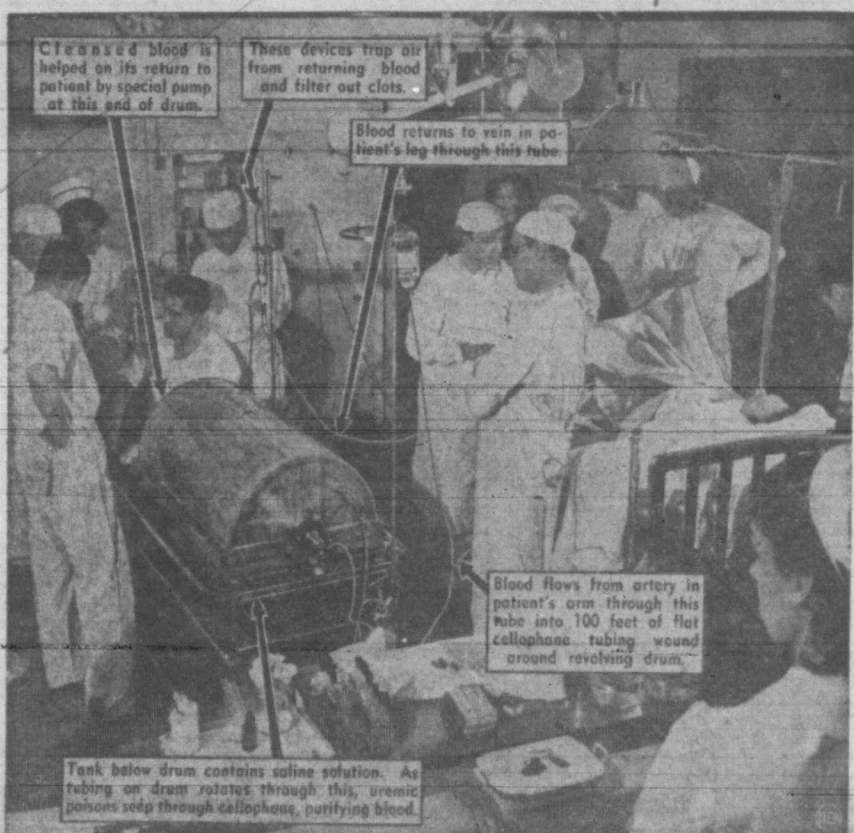 Cleansed blood is
helped on its return to
patient by special pump
at this end of drum.
These devices trap air
from returning blood
and filter out clots.
Blood returns to vein in pa-
tient's leg through this tube.
Blood flows from artery in
patient's arm through this
tube into 100 feet of flat
cellophane tubing wound
around revolving drum.
Tank below drum contains saline solution. As
tubing on drum rotates through this, uremic
poisons seep through cellophane, purifying blood.